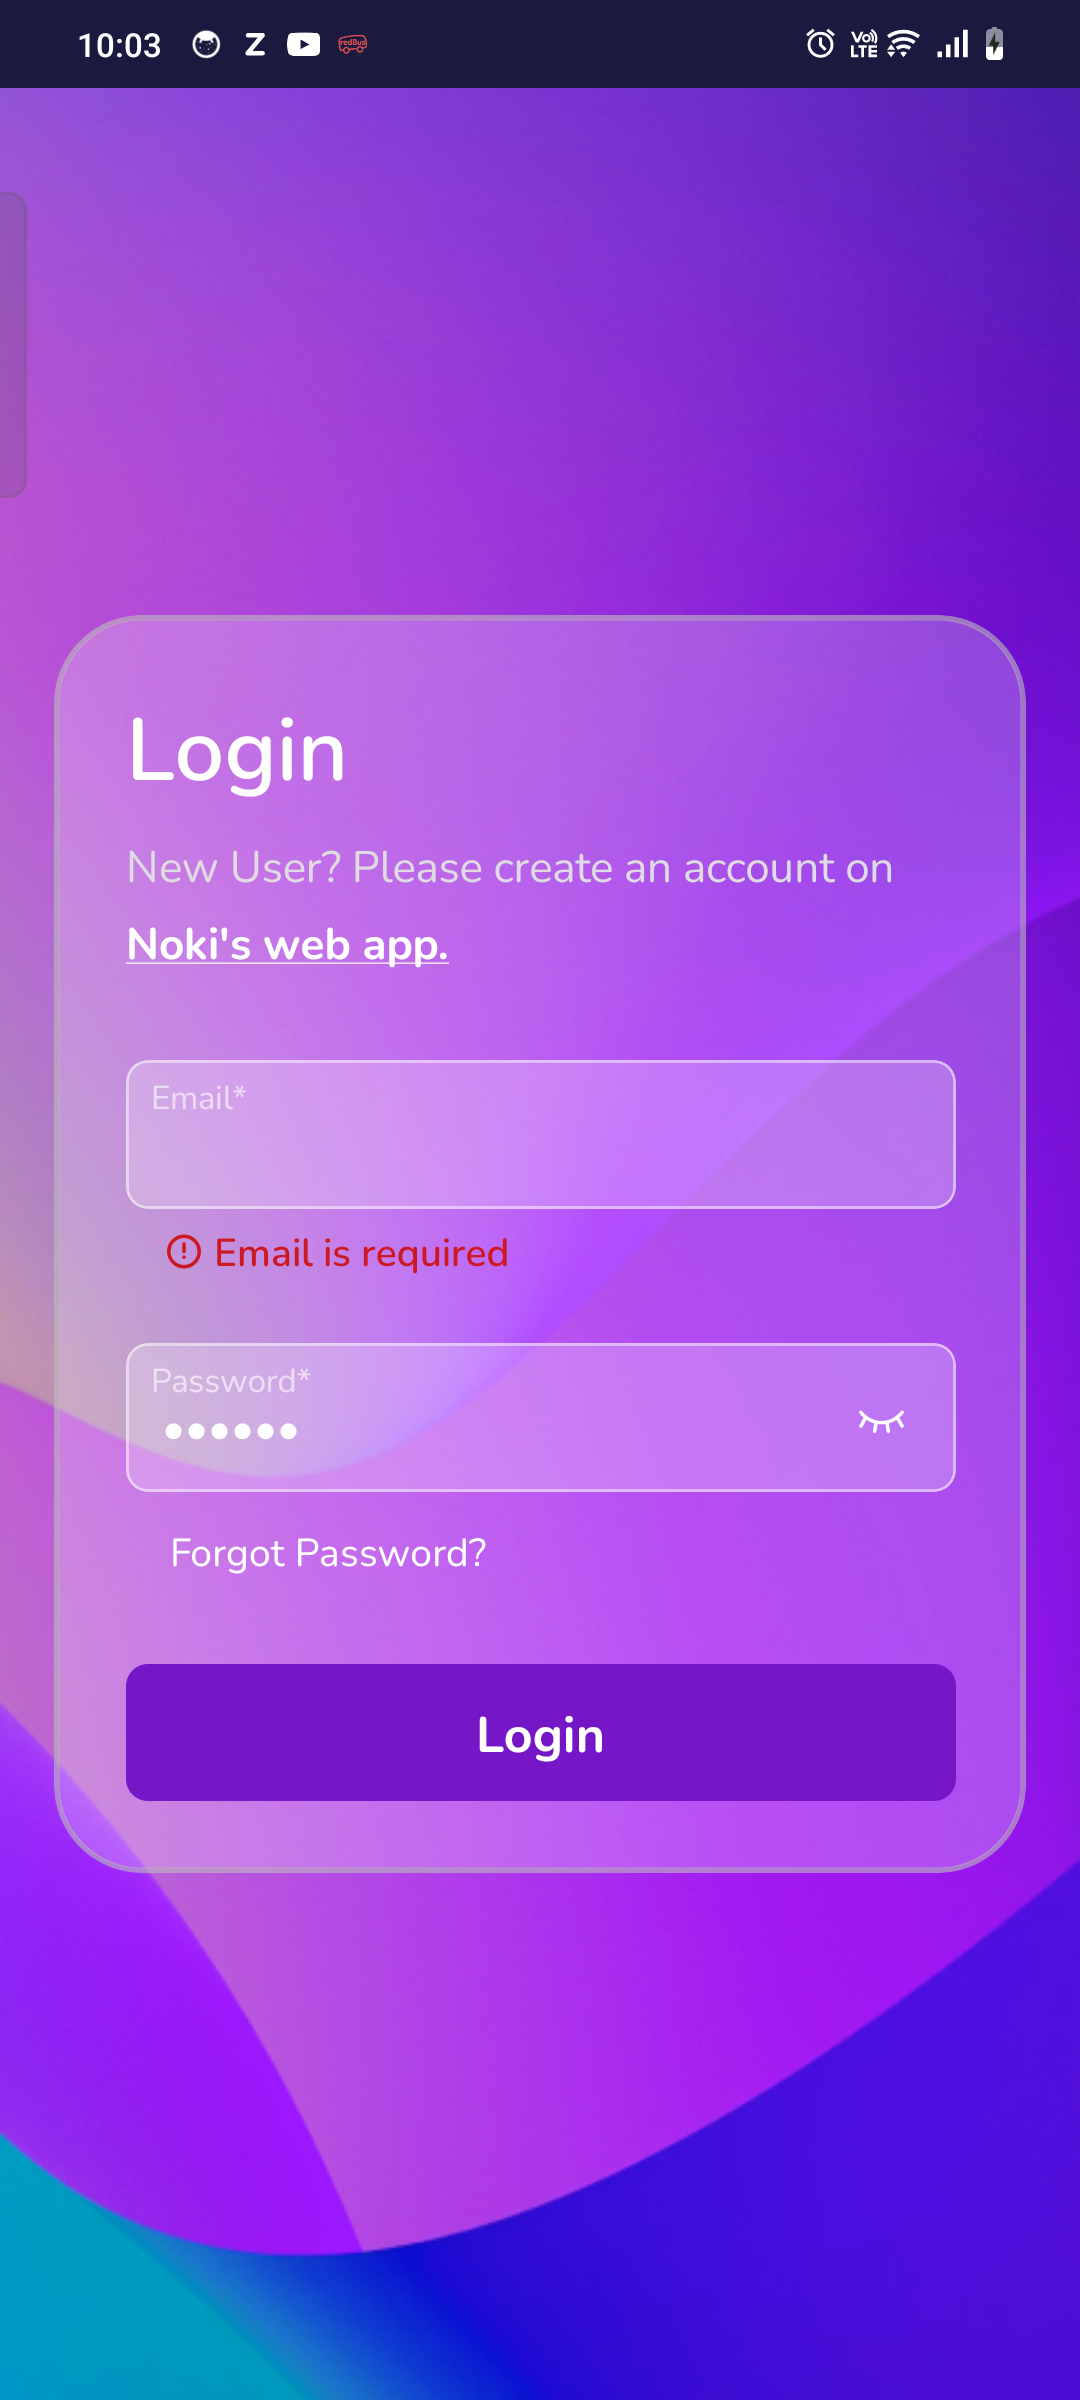 10:03 Z redBus Vo) LTE
Login
New User? Please create an account on
Noki's web app.
Email*
Email is required
Password*
••••••
Forgot Password?
Login